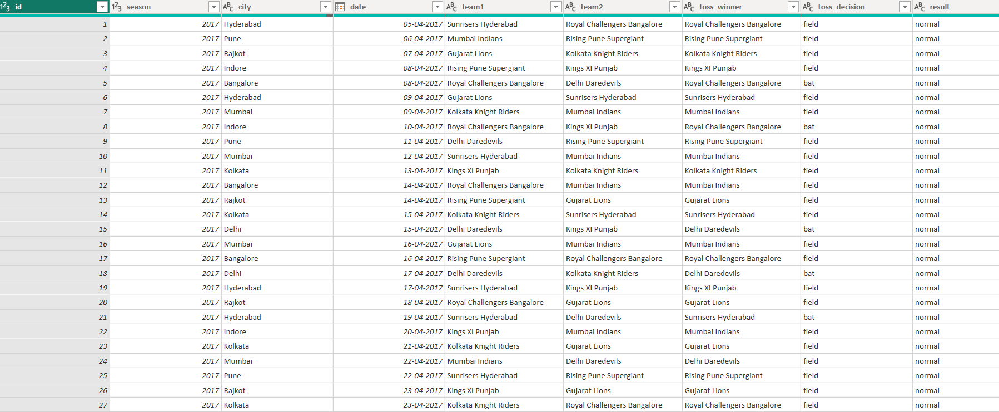 1²3 id 1²3 season ABC city date ABC team1 ABC team2 ABC toss_winner ABC toss_decision ABC result
1 2017 Hyderabad 05-04-2017 Sunrisers Hyderabad Royal Challengers Bangalore Royal Challengers Bangalore field normal
2 2017 Pune 06-04-2017 Mumbai Indians Rising Pune Supergiant Rising Pune Supergiant field normal
3 2017 Rajkot 07-04-2017 Gujarat Lions Kolkata Knight Riders Kolkata Knight Riders field normal
4 2017 Indore 08-04-2017 Rising Pune Supergiant Kings XI Punjab Kings XI Punjab field normal
5 2017 Bangalore 08-04-2017 Royal Challengers Bangalore Delhi Daredevils Royal Challengers Bangalore bat normal
6 2017 Hyderabad 09-04-2017 Gujarat Lions Sunrisers Hyderabad Sunrisers Hyderabad field normal
7 2017 Mumbai 09-04-2017 Kolkata Knight Riders Mumbai Indians Mumbai Indians field normal
8 2017 Indore 10-04-2017 Royal Challengers Bangalore Kings XI Punjab Royal Challengers Bangalore bat normal
9 2017 Pune 11-04-2017 Delhi Daredevils Rising Pune Supergiant Rising Pune Supergiant field normal
10 2017 Mumbai 12-04-2017 Sunrisers Hyderabad Mumbai Indians Mumbai Indians field normal
11 2017 Kolkata 13-04-2017 Kings XI Punjab Kolkata Knight Riders Kolkata Knight Riders field normal
12 2017 Bangalore 14-04-2017 Royal Challengers Bangalore Mumbai Indians Mumbai Indians field normal
13 2017 Rajkot 14-04-2017 Rising Pune Supergiant Gujarat Lions Gujarat Lions field normal
14 2017 Kolkata 15-04-2017 Kolkata Knight Riders Sunrisers Hyderabad Sunrisers Hyderabad field normal
15 2017 Delhi 15-04-2017 Delhi Daredevils Kings XI Punjab Delhi Daredevils bat normal
16 2017 Mumbai 16-04-2017 Gujarat Lions Mumbai Indians Mumbai Indians field normal
17 2017 Bangalore 16-04-2017 Rising Pune Supergiant Royal Challengers Bangalore Royal Challengers Bangalore field normal
18 2017 Delhi 17-04-2017 Delhi Daredevils Kolkata Knight Riders Delhi Daredevils bat normal
19 2017 Hyderabad 17-04-2017 Sunrisers Hyderabad Kings XI Punjab Kings XI Punjab field normal
20 2017 Rajkot 18-04-2017 Royal Challengers Bangalore Gujarat Lions Gujarat Lions field normal
21 2017 Hyderabad 19-04-2017 Sunrisers Hyderabad Delhi Daredevils Sunrisers Hyderabad bat normal
22 2017 Indore 20-04-2017 Kings XI Punjab Mumbai Indians Mumbai Indians field normal
23 2017 Kolkata 21-04-2017 Kolkata Knight Riders Gujarat Lions Gujarat Lions field normal
24 2017 Mumbai 22-04-2017 Mumbai Indians Delhi Daredevils Delhi Daredevils field normal
25 2017 Pune 22-04-2017 Sunrisers Hyderabad Rising Pune Supergiant Rising Pune Supergiant field normal
26 2017 Rajkot 23-04-2017 Kings XI Punjab Gujarat Lions Gujarat Lions field normal
27 2017 Kolkata 23-04-2017 Kolkata Knight Riders Royal Challengers Bangalore Royal Challengers Bangalore field normal